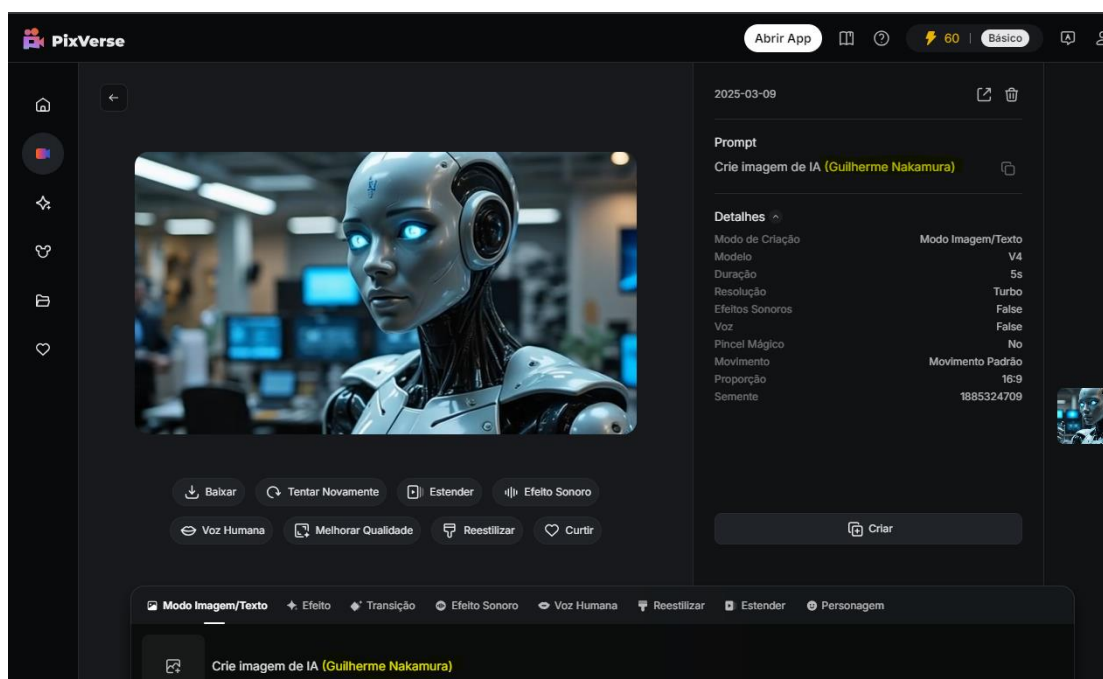 PixVerse
Abrir App
60 | Básico
2025-03-09
Prompt
Crie imagem de IA (Guilherme Nakamura)
Detalhes
Modo de Criação Modo Imagem/Texto
Modelo V4
Duração 5s
Resolução Turbo
Efeitos Sonoros False
Voz False
Pincel Mágico No
Movimento Movimento Padrão
Proporção 16:9
Semente 1885324709
Baixar Tentar Novamente Estender Efeito Sonoro
Voz Humana Melhorar Qualidade Reestilizar Curtir
Criar
Modo Imagem/Texto Efeito Transição Efeito Sonoro Voz Humana Reestilizar Estender Personagem
Crie imagem de IA (Guilherme Nakamura)